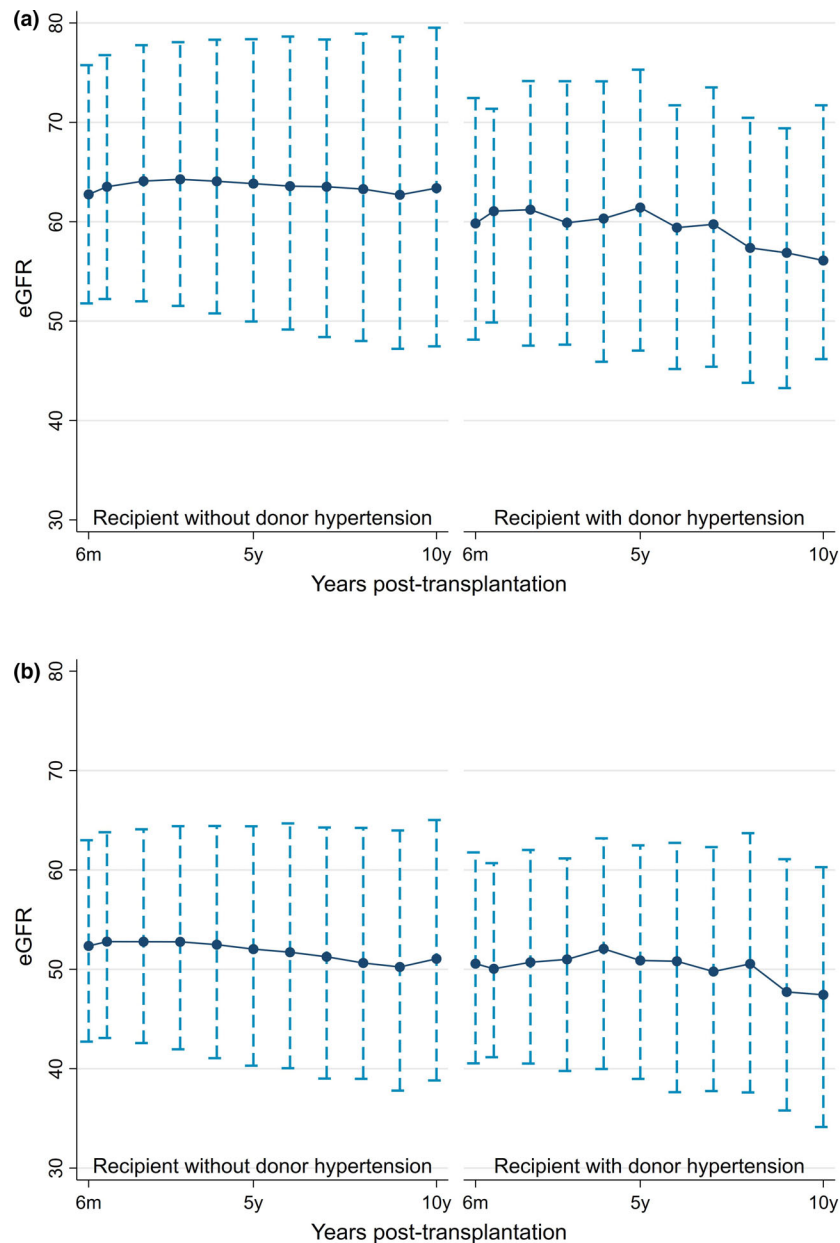 (a)
80
70
60
50
40
30
eGFR
Recipient without donor hypertension
Recipient with donor hypertension
6m
5y
10y
6m
5y
10y
Years post-transplantation
(b)
80
70
60
50
40
30
eGFR
Recipient without donor hypertension
Recipient with donor hypertension
6m
5y
10y
6m
5y
10y
Years post-transplantation